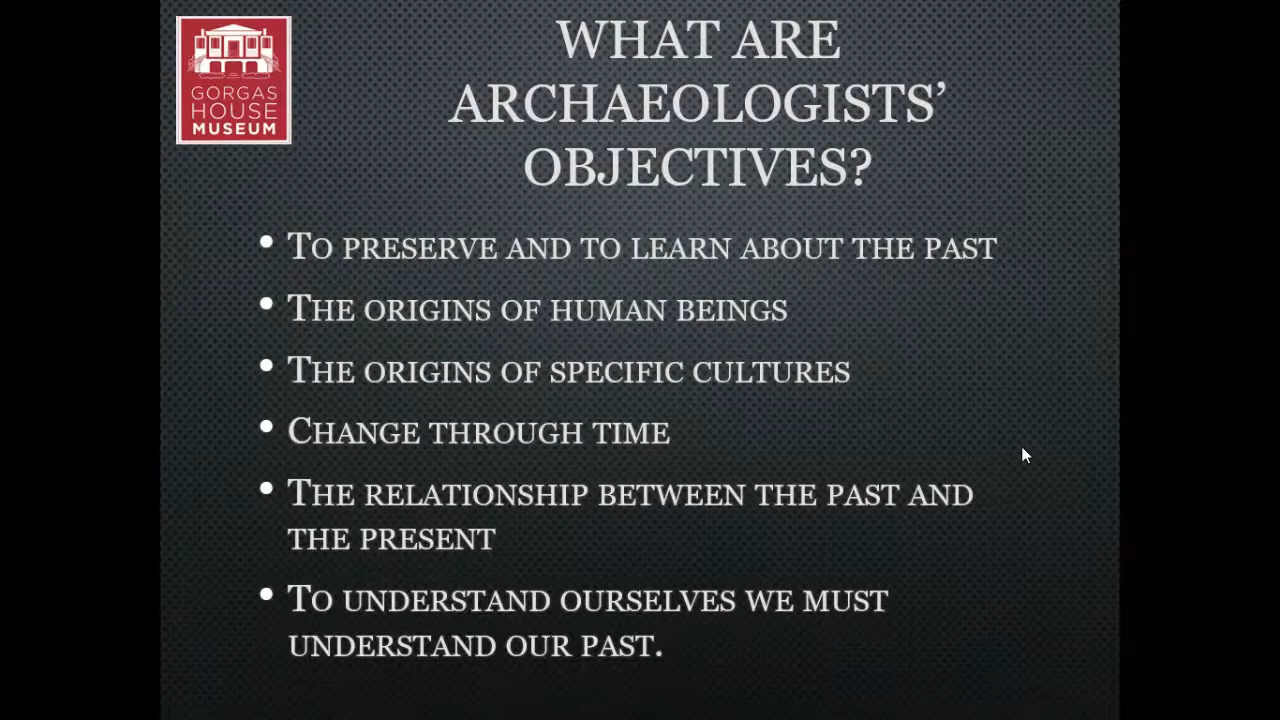 GORGAS
HOUSE
MUSEUM
WHAT ARE
ARCHAEOLOGISTS’
OBJECTIVES?
• TO PRESERVE AND TO LEARN ABOUT THE PAST
• THE ORIGINS OF HUMAN BEINGS
• THE ORIGINS OF SPECIFIC CULTURES
• CHANGE THROUGH TIME
• THE RELATIONSHIP BETWEEN THE PAST AND
THE PRESENT
• TO UNDERSTAND OURSELVES WE MUST
UNDERSTAND OUR PAST.